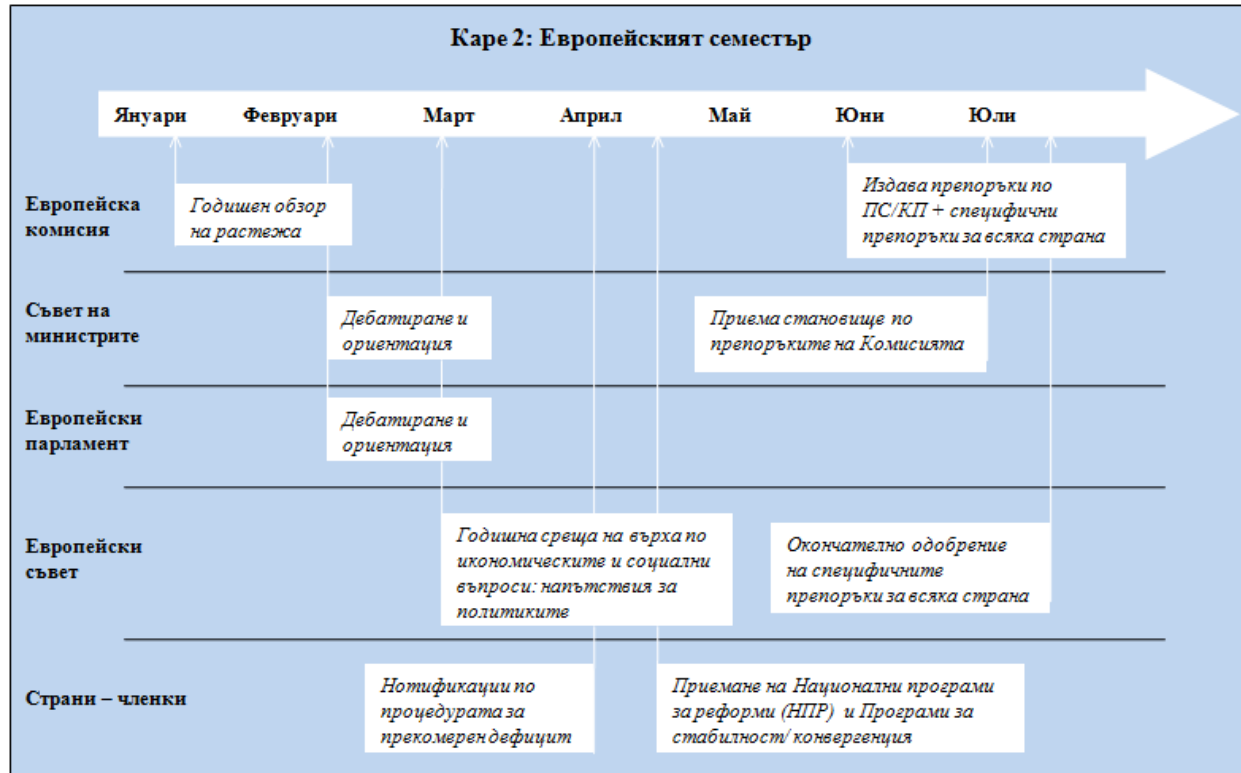 Каре 2: Европейският семестър
Януари Февруари Март Април Май Юни Юли
Европейска
комисия
Годишен обзор
на растежа
Издава препоръки по
ПС/КП + специфични
препоръки за всяка страна
Съвет на
министрите
Дебатиране и
ориентация
Приема становище по
препоръките на Комисията
Европейски
парламент
Дебатиране и
ориентация
Европейски
съвет
Годишна среща на върха по
икономическите и социални
въпроси: напътствия за
политиките
Окончателно одобрение
на специфичните
препоръки за всяка страна
Страни – членки
Нотификации по
процедурата за
прекомерен дефицит
Приемане на Национални програми
за реформи (НПР) и Програми за
стабилност/ конвергенция